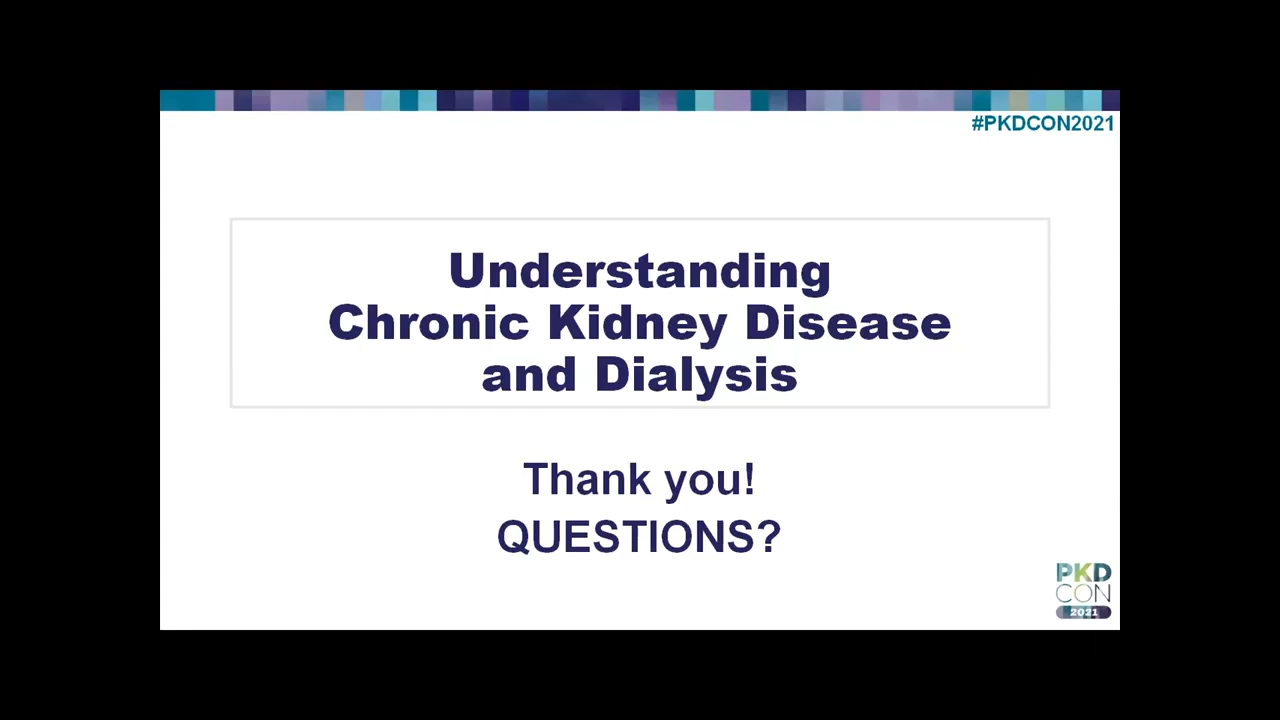 #PKDCON2021
Understanding
Chronic Kidney Disease
and Dialysis
Thank you!
QUESTIONS?
PKD
CON
2021